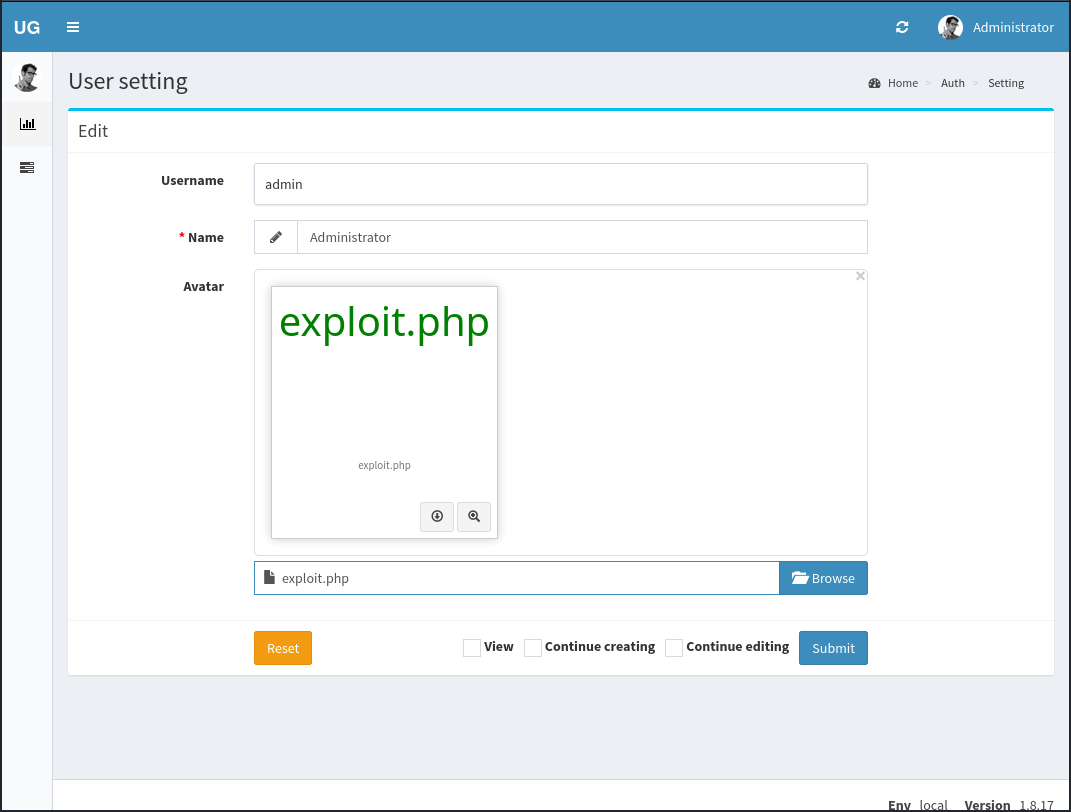 UG Administrator
User setting
Home > Auth > Setting
Edit
Username admin
* Name Administrator
Avatar ×
exploit.php
exploit.php
exploit.php Browse
Reset View Continue creating Continue editing Submit
Env local Version 1.8.17